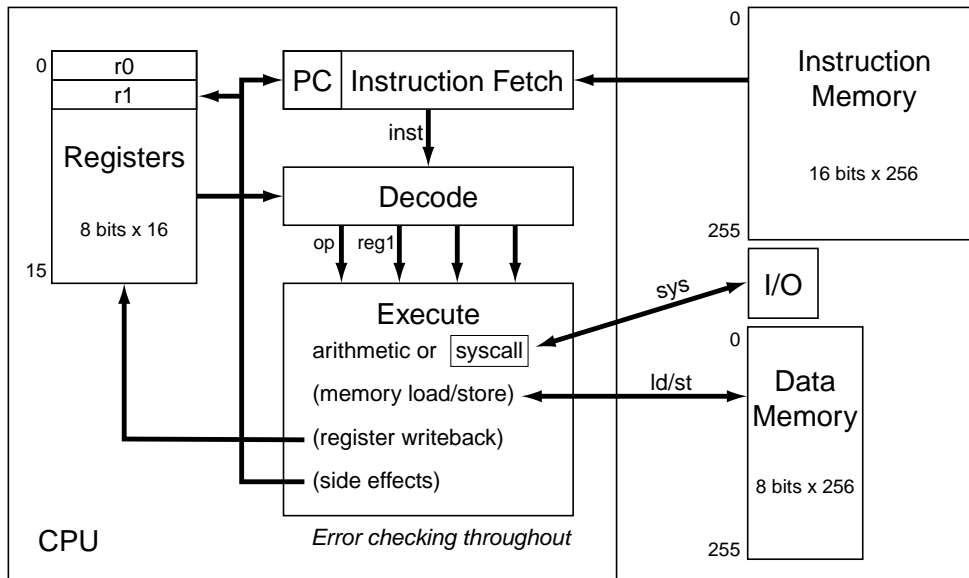 0
r0
r1
Registers
8 bits x 16
15
PC
Instruction Fetch
inst
Decode
op
reg1
Execute
arithmetic or syscall
(memory load/store)
(register writeback)
(side effects)
Error checking throughout
CPU
0
Instruction
Memory
16 bits x 256
255
sys
I/O
ld/st
0
Data
Memory
8 bits x 256
255